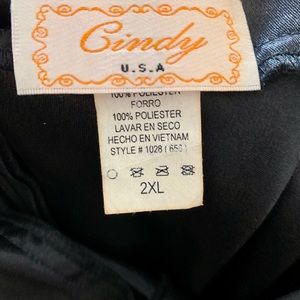 Cindy
U.S.A
100% POLIESTER
FORRO
100% POLIESTER
LAVAR EN SECO
HECHO EN VIETNAM
STYLE # 1028
2XL